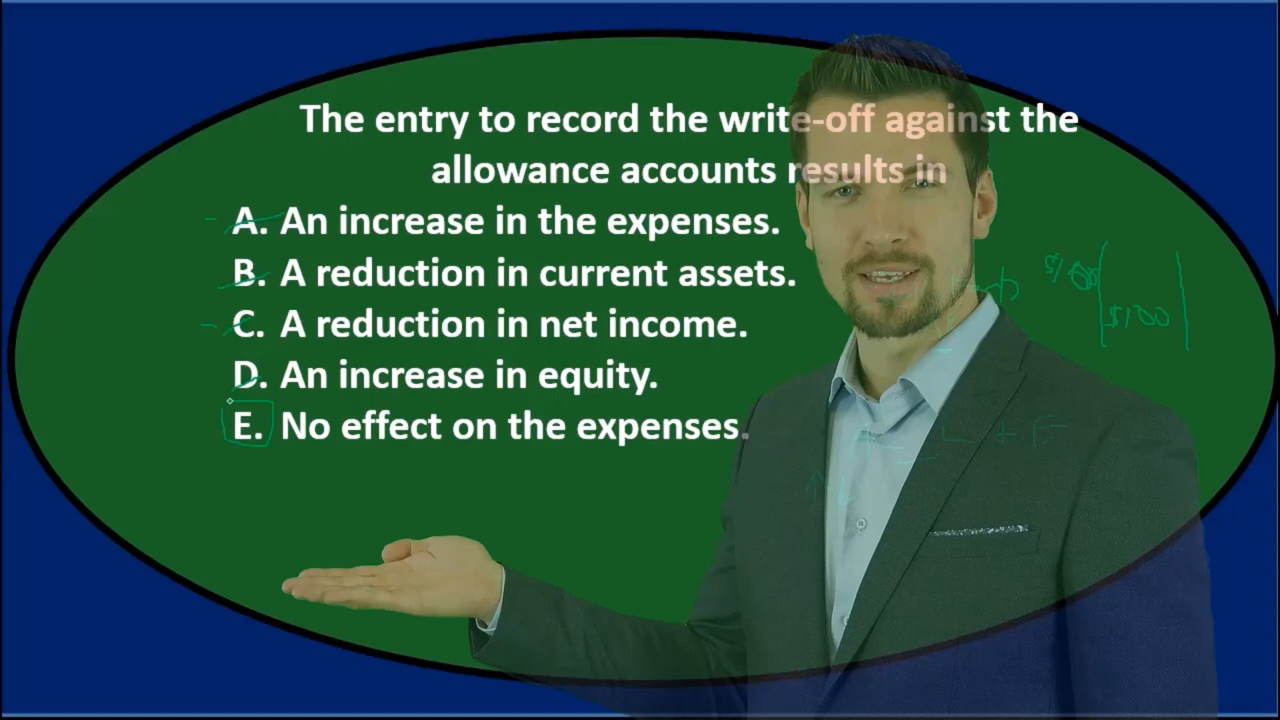 The entry to record the write-off against the
allowance accounts results in
A. An increase in the expenses.
B. A reduction in current assets.
C. A reduction in net income.
D. An increase in equity.
E. No effect on the expenses.
$100
L + E